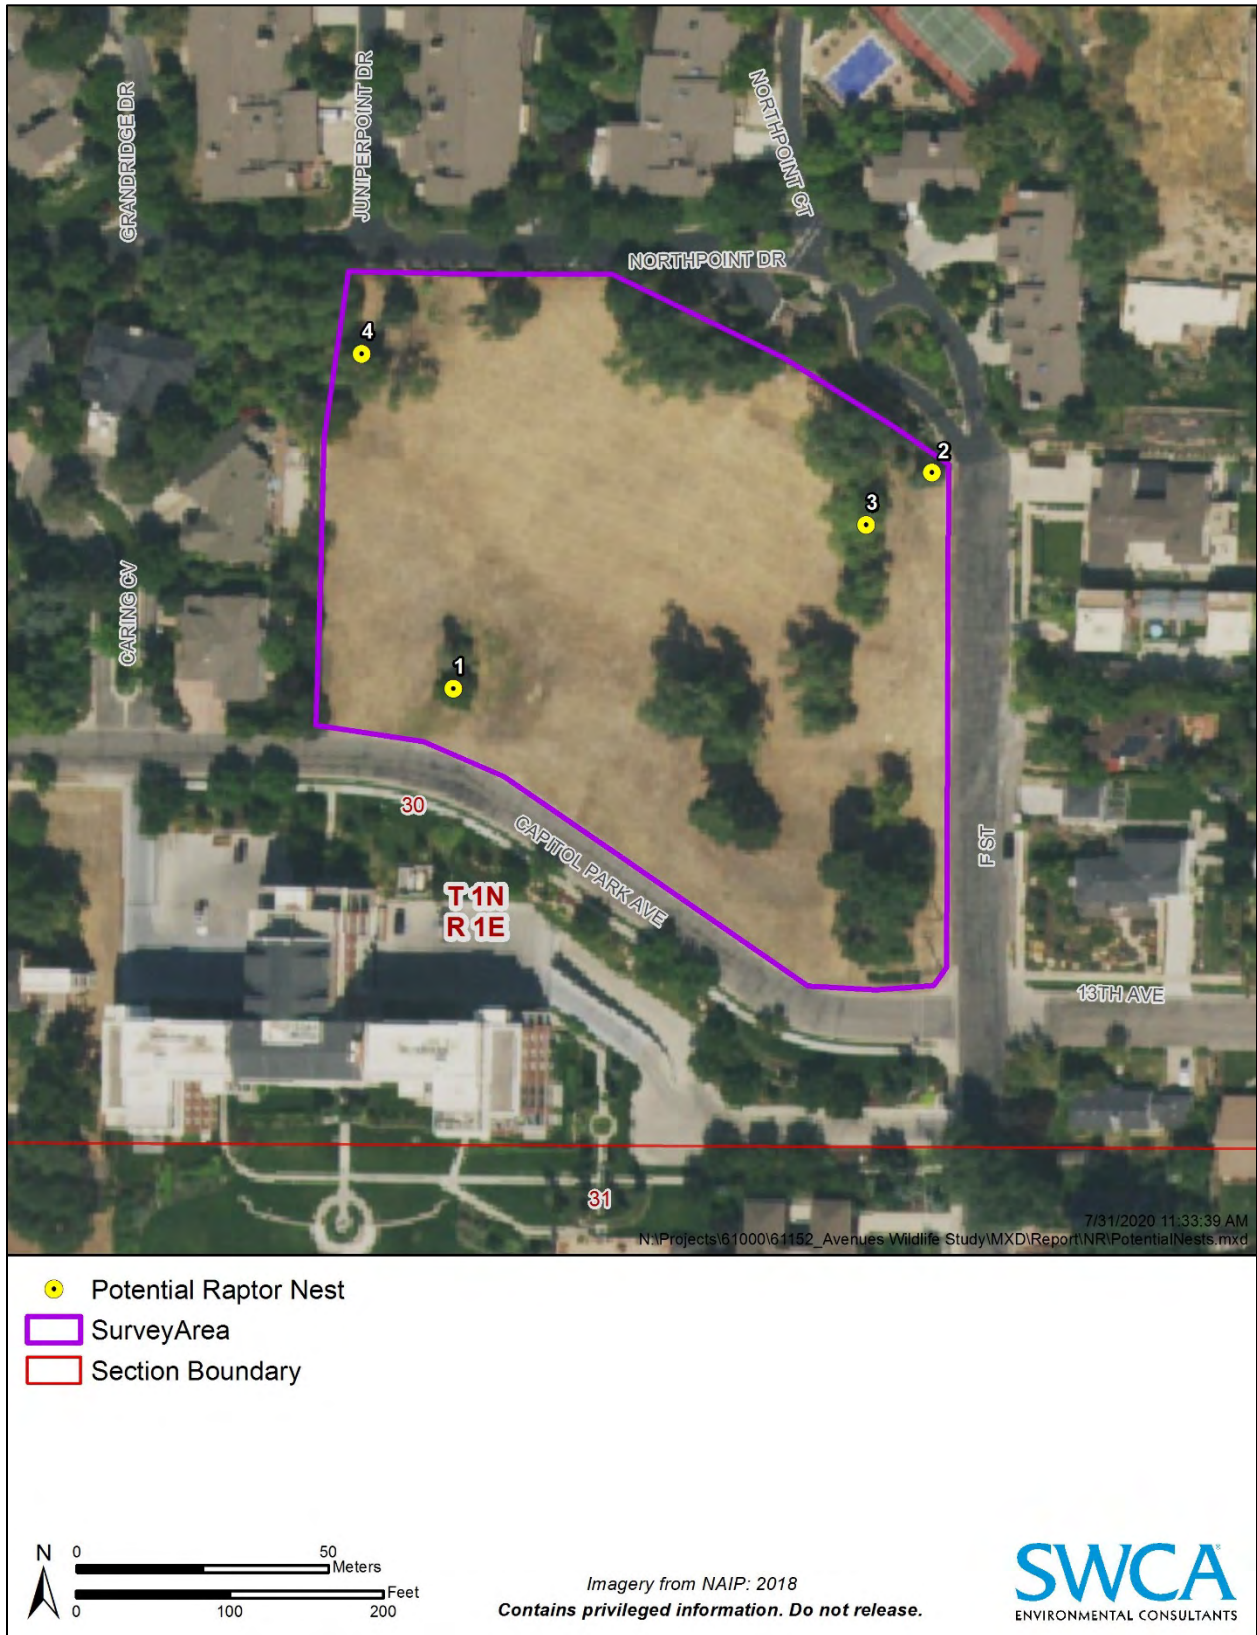 GRANDRIDGE DR
JUNIPERPOINT DR
NORTHPOINT CT
NORTHPOINT DR
4
2
3
CARING CV
1
30
CAPITOL PARK AVE
F ST
T 1N
R 1E
13TH AVE
31
7/31/2020 11:33:39 AM
N:\Projects\61000\61152_Avenues Wildlife Study\MXD\Report\NR\PotentialNests.mxd
Potential Raptor Nest
SurveyArea
Section Boundary
N
0 50
Meters
Feet
0 100 200
Imagery from NAIP: 2018
Contains privileged information. Do not release.
SWCA
ENVIRONMENTAL CONSULTANTS